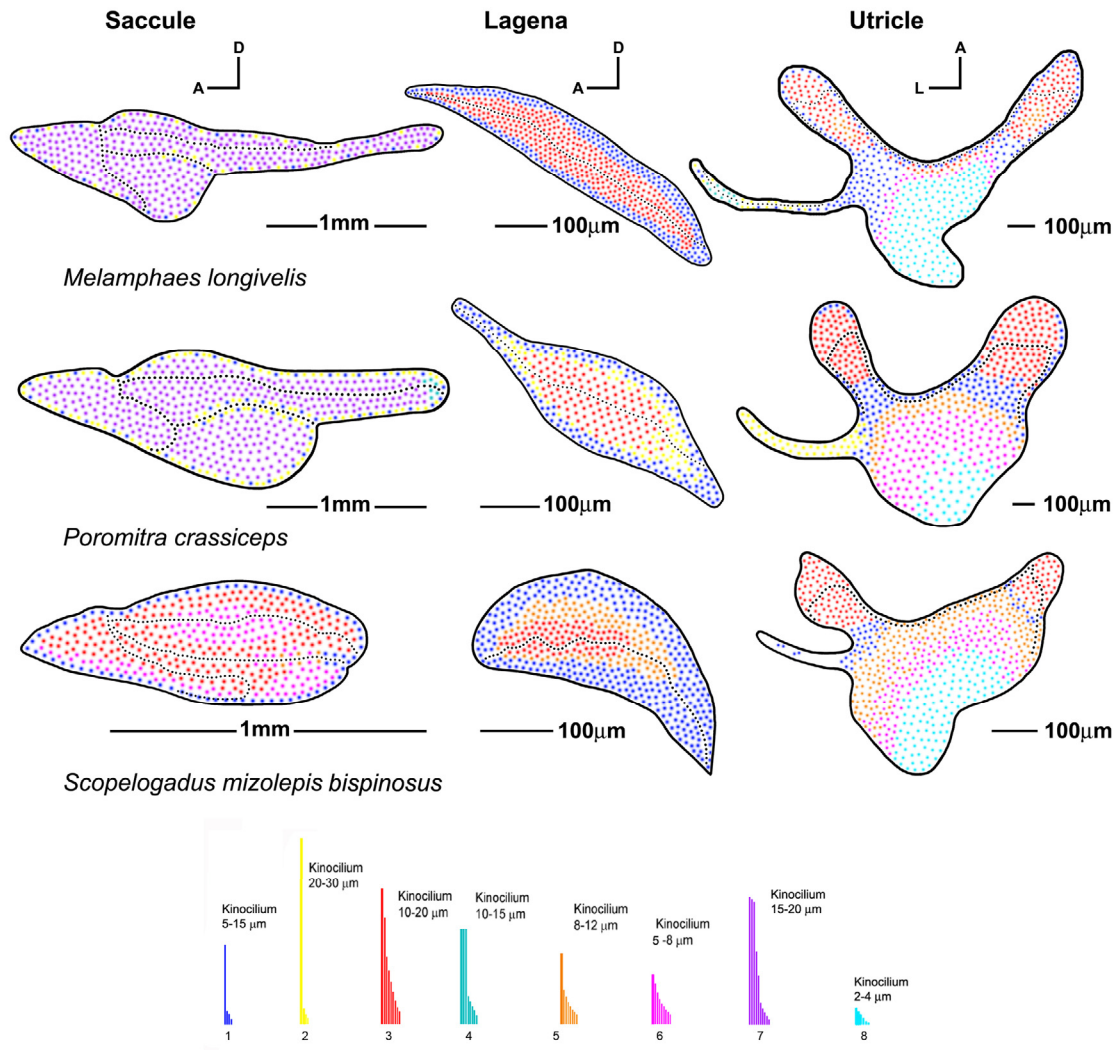 Saccule Lagena Utricle
D D A
A A L
1mm 100µm 100µm
Melamphaes longivelis
1mm 100µm 100µm
Poromitra crassiceps
1mm 100µm 100µm
Scopelogadus mizolepis bispinosus
Kinocilium
5-15 µm
Kinocilium
20-30 µm
Kinocilium
10-20 µm
Kinocilium
10-15 µm
Kinocilium
8-12 µm
Kinocilium
5 -8 µm
Kinocilium
15-20 µm
Kinocilium
2-4 µm
1 2 3 4 5 6 7 8